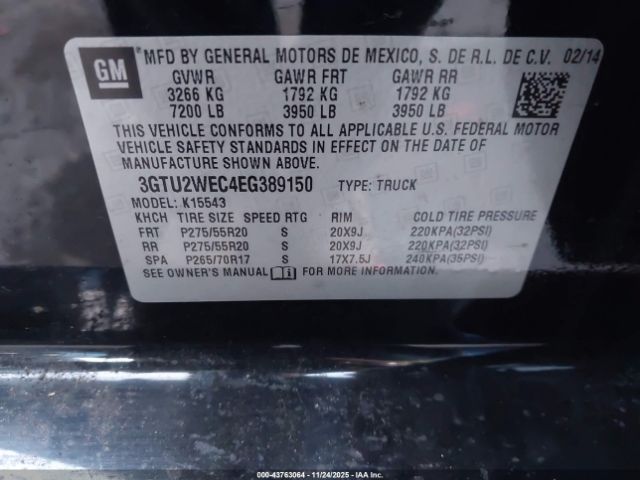 GM
MFD BY GENERAL MOTORS DE MEXICO, S. DE R.L. DE C.V. 02/14
GVWR GAWR FRT GAWR RR
3266 KG 1792 KG 1792 KG
7200 LB 3950 LB 3950 LB
THIS VEHICLE CONFORMS TO ALL APPLICABLE U.S. FEDERAL MOTOR
VEHICLE SAFETY STANDARDS IN EFFECT ON THE DATE OF
MANUFACTURE SHOWN ABOVE.
3GTU2WEC4EG389150 TYPE: TRUCK
MODEL: K15543
KHCH TIRE SIZE SPEED RTG RIM COLD TIRE PRESSURE
FRT P275/55R20 S 20X9J 220KPA(32PSI)
RR P275/55R20 S 20X9J 220KPA(32PSI)
SPA P265/70R17 S 17X7.5J 240KPA(35PSI)
SEE OWNER'S MANUAL FOR MORE INFORMATION.
000-43763064 - 11/24/2025 - IAAI.COM